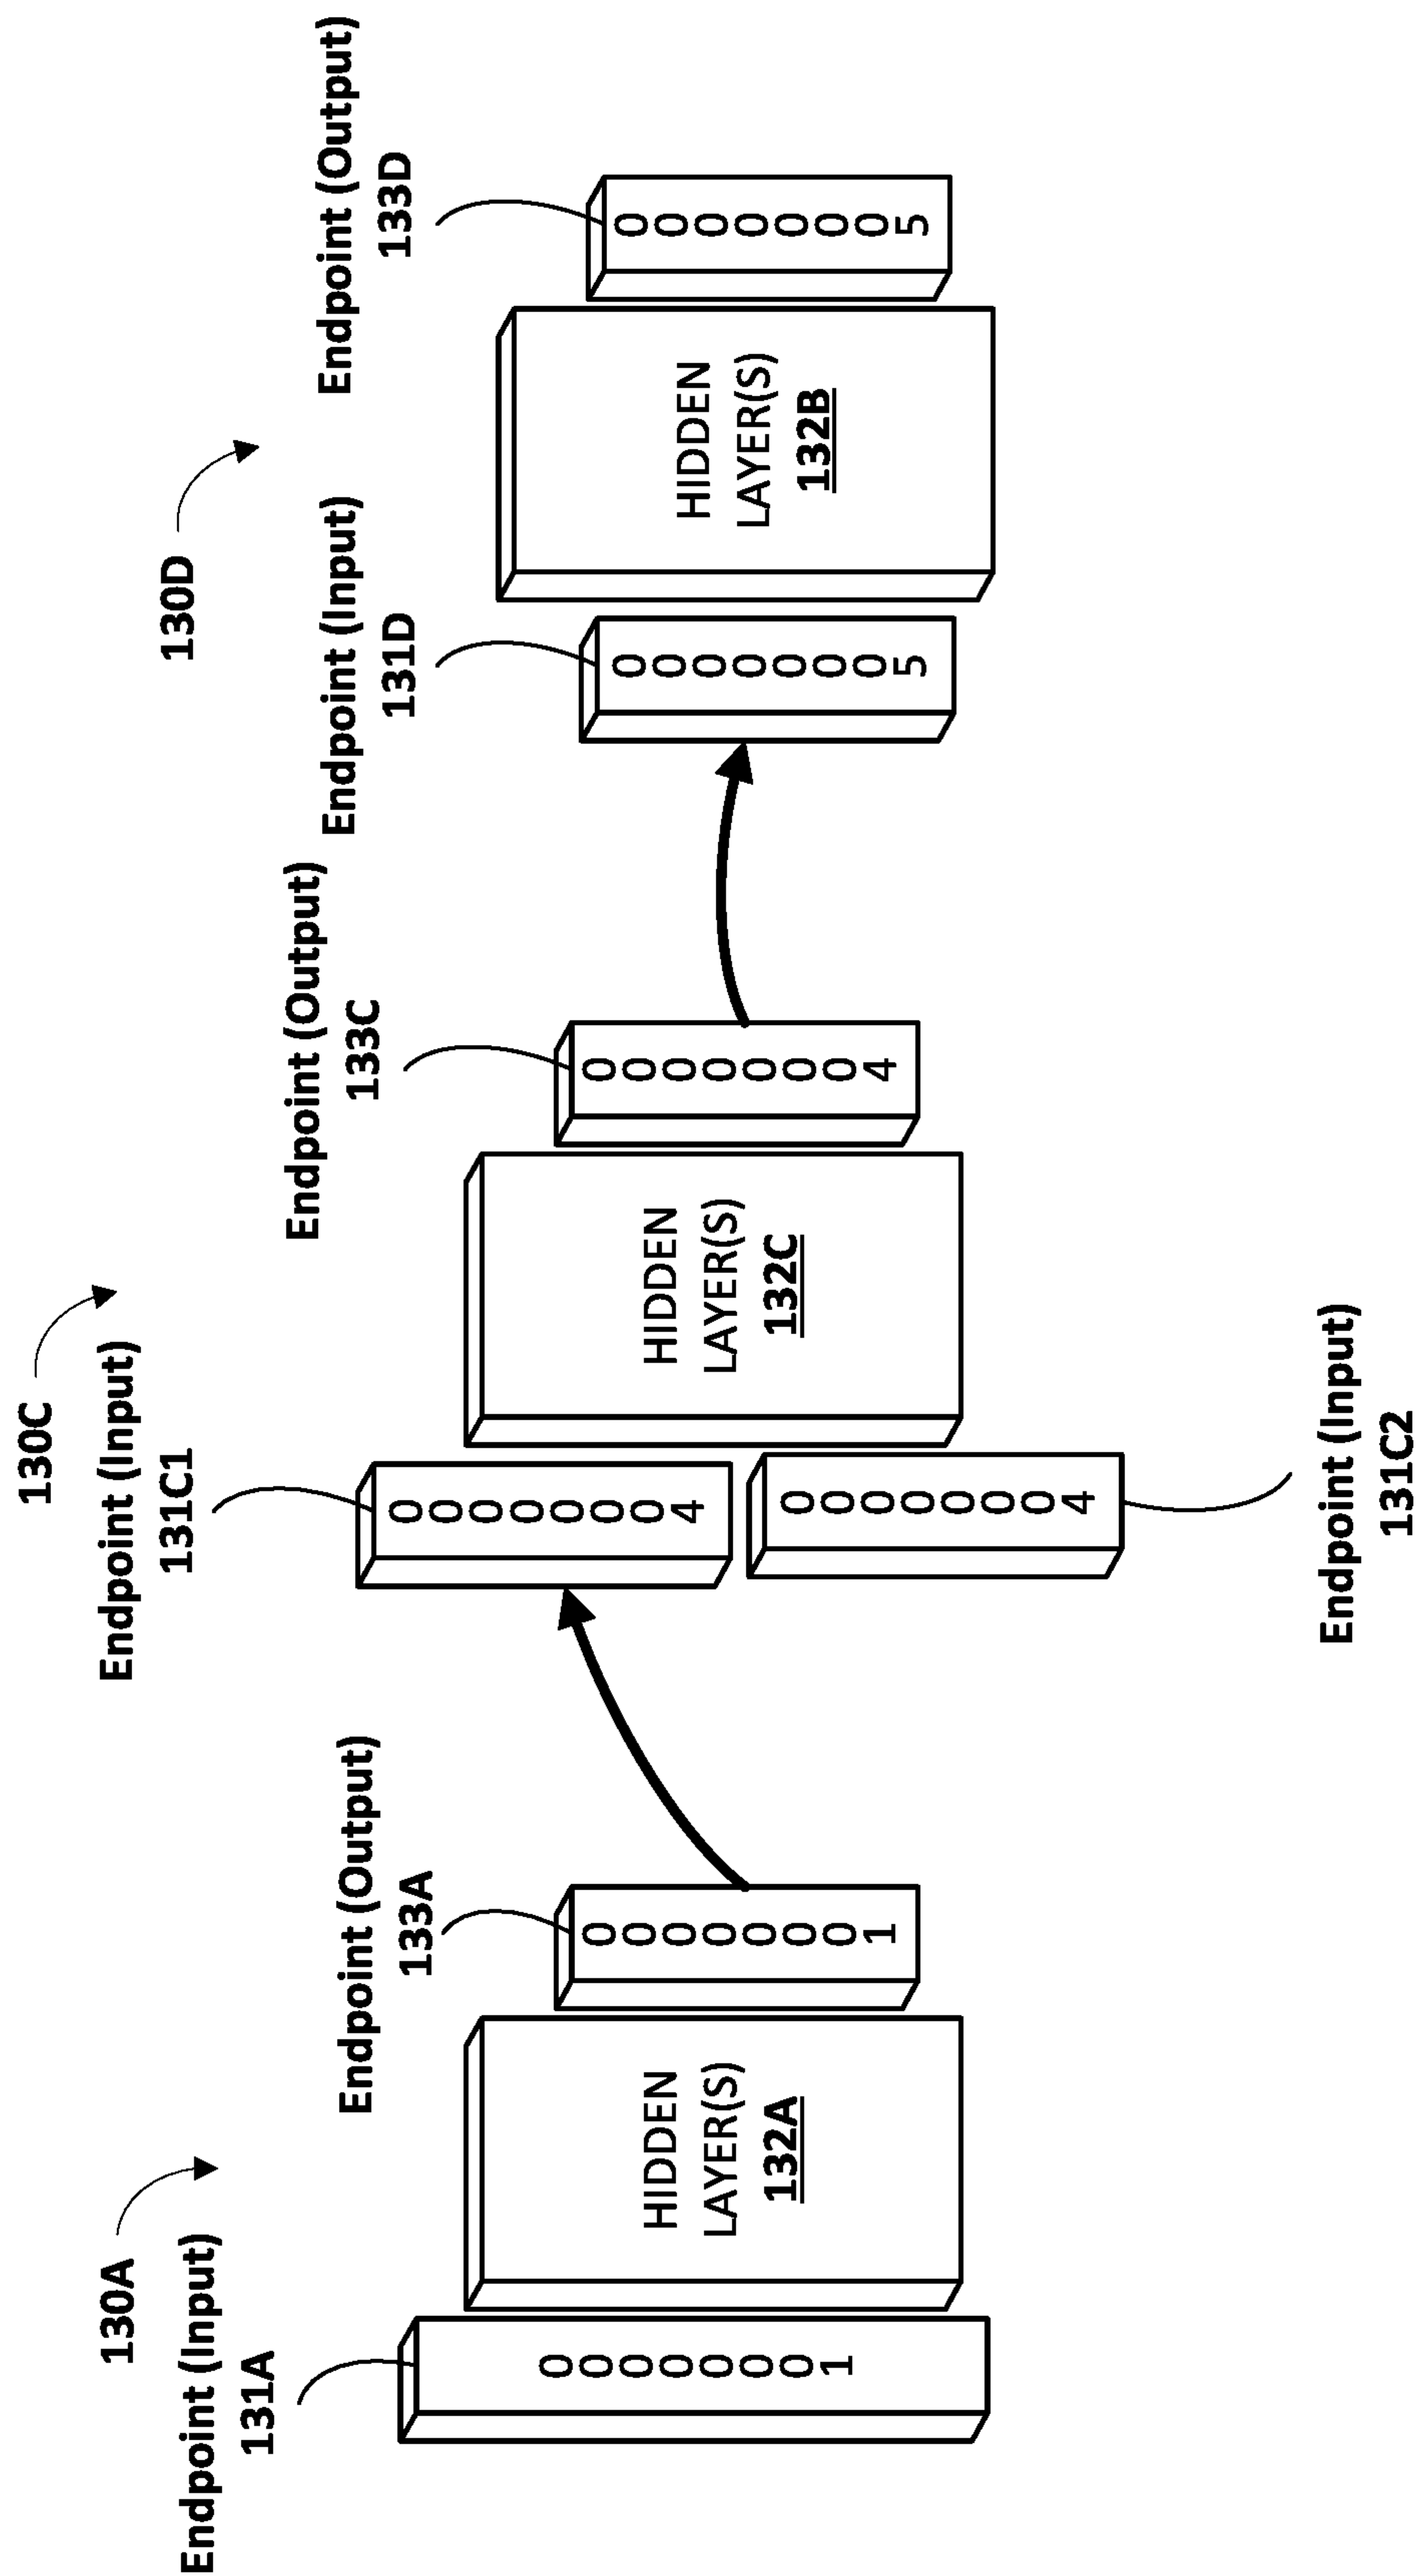 130A
Endpoint (Input)
131A
00000001
HIDDEN
LAYER(S)
132A
Endpoint (Output)
133A
00000001
130C
Endpoint (Input)
131C1
00000004
00000004
Endpoint (Input)
131C2
HIDDEN
LAYER(S)
132C
Endpoint (Output)
133C
00000004
130D
Endpoint (Input)
131D
00000005
HIDDEN
LAYER(S)
132B
Endpoint (Output)
133D
00000005